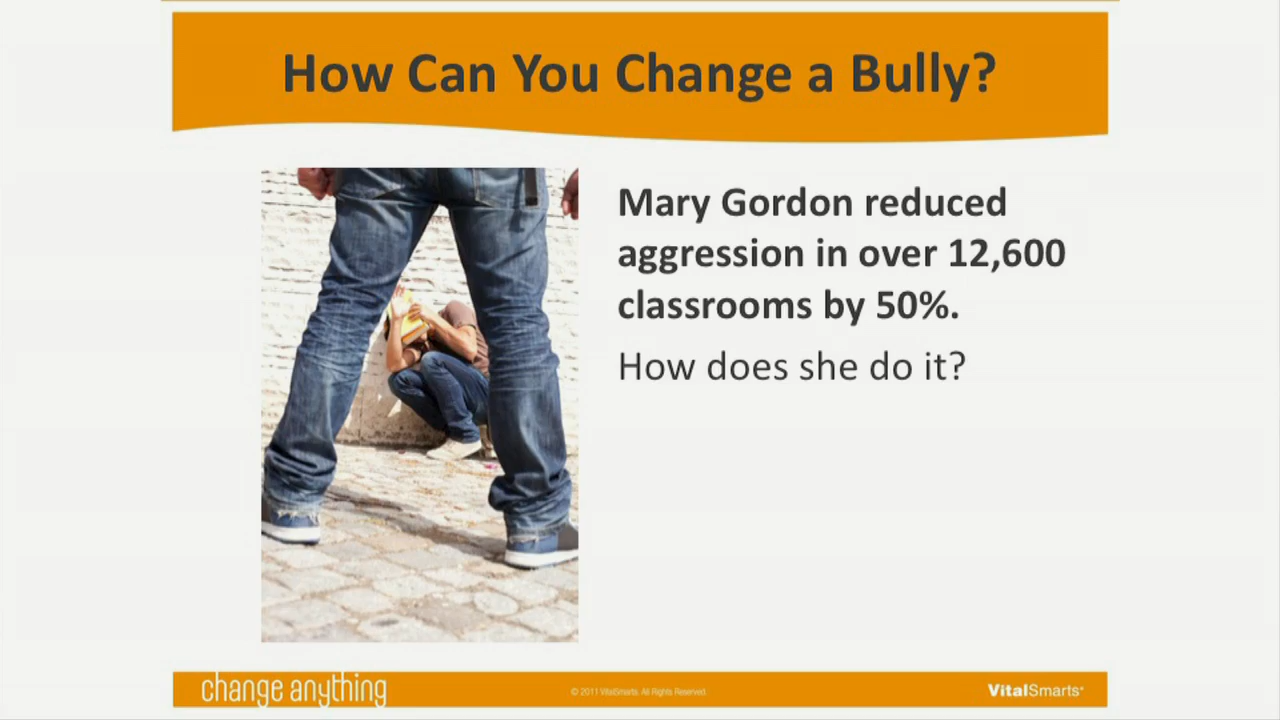 How Can You Change a Bully?
Mary Gordon reduced
aggression in over 12,600
classrooms by 50%.
How does she do it?
change anything
© 2011 VitalSmarts. All Rights Reserved.
VitalSmarts